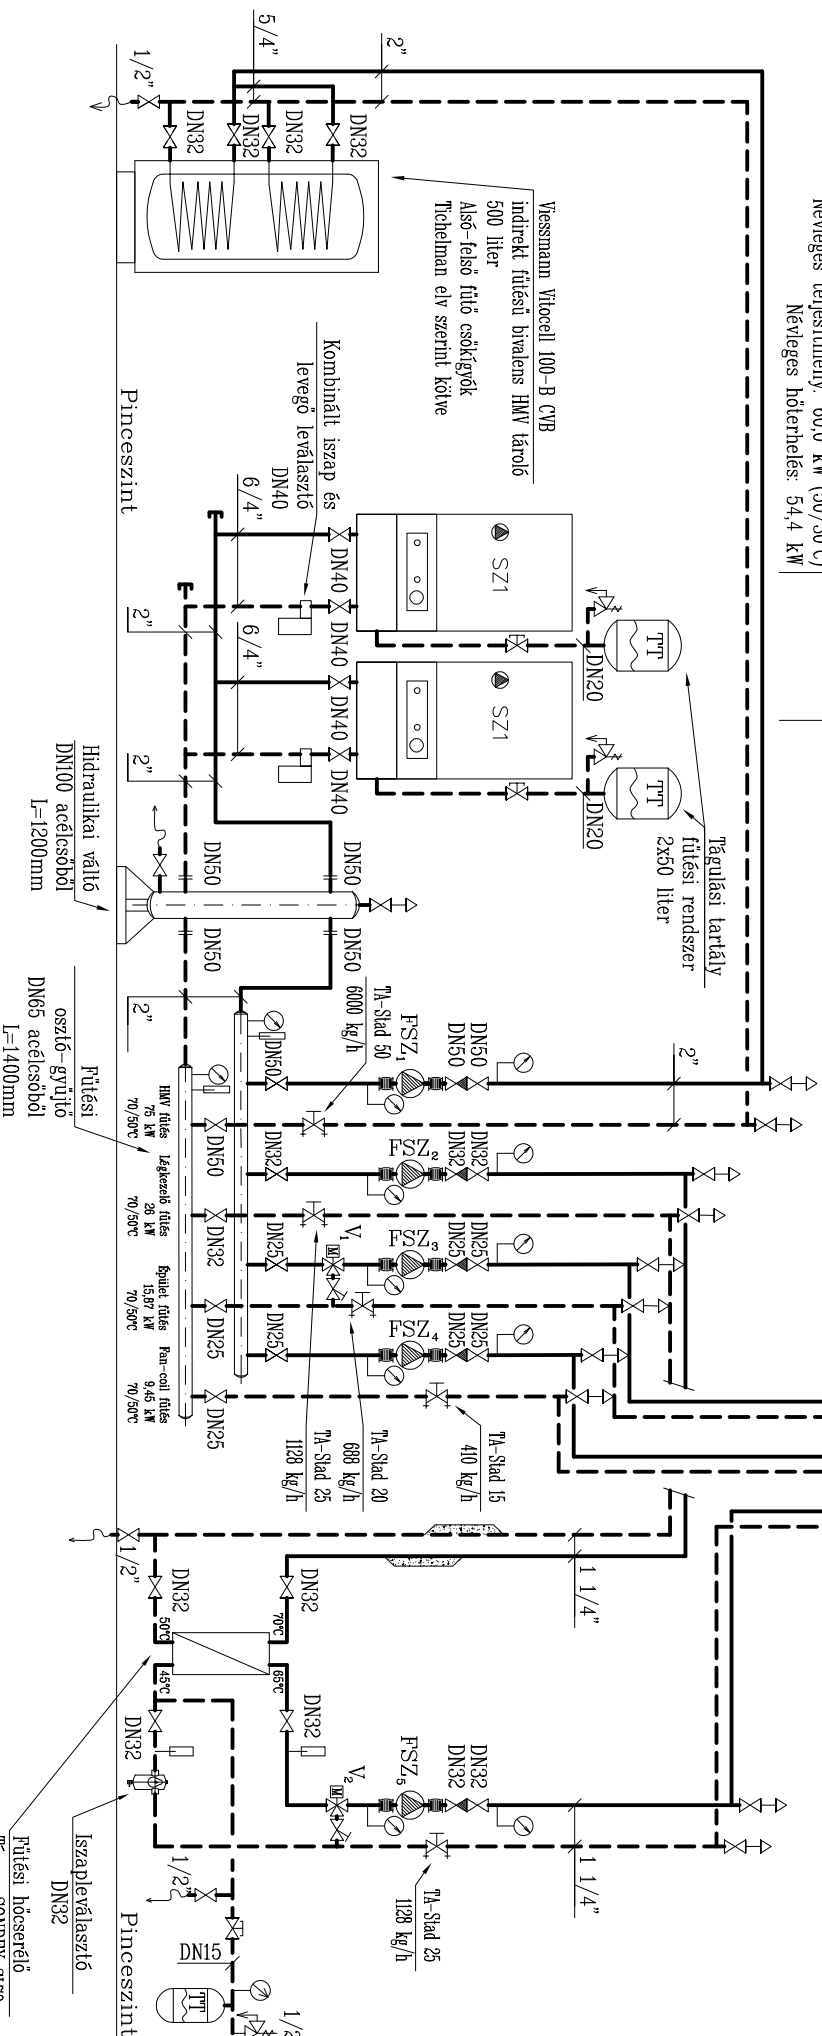 Névleges teljesítmény: 60,0 kW (50/30°C)
Névleges hőterhelés: 54,4 kW
2"
5/4"
1/2"
DN32
DN32
DN32
DN32
Viessmann Vitocell 100-B CVB
indirekt fűtésű bivalens HMV tároló
500 liter
Alsó-felső fűtő csőkígyók
Tichelman elv szerint kötve
Kombinált iszap és
levegő leválasztó
DN40
Pinceszint
6/4"
2"
6/4"
2"
DN40
DN40
DN40
DN40
SZ1
SZ1
TT
TT
DN20
DN20
Tágulási tartály
fűtési rendszer
2x50 liter
Hidraulikai váltó
DN100 acélcsőből
L=1200mm
DN50
DN50
DN50
DN50
2"
Fűtési
osztó-gyűjtő
DN65 acélcsőből
L=1400mm
TA-Stad 50
6000 kg/h
FSZ1
DN50
DN50
DN50
DN50
2"
HMV fűtés
75 kW
70/50°C
FSZ2
DN32
DN32
DN32
DN32
Légkezelő fűtés
26 kW
70/50°C
V1
FSZ3
DN25
DN25
DN25
DN25
Épület fűtés
15,87 kW
70/50°C
FSZ4
DN25
DN25
DN25
DN25
Fan-coil fűtés
9,45 kW
70/50°C
TA-Stad 25
1128 kg/h
TA-Stad 20
688 kg/h
TA-Stad 15
410 kg/h
1/2"
DN32
DN32
1 1/4"
50°C
70°C
45°C
65°C
DN32
DN32
V2
FSZ5
DN32
DN32
1 1/4"
TA-Stad 25
1128 kg/h
Iszapleválasztó
DN32
Fűtési hőcserélő
1/2"
DN15
TT
Pinceszint